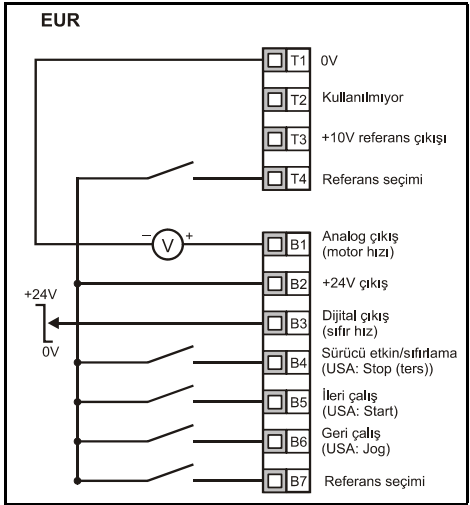 EUR
T1 0V
T2 Kullanılmıyor
T3 +10V referans çıkışı
T4 Referans seçimi
− V +
B1 Analog çıkış
(motor hızı)
B2 +24V çıkış
+24V
0V
B3 Dijital çıkış
(sıfır hız)
B4 Sürücü etkin/sıfırlama
(USA: Stop (ters))
B5 İleri çalış
(USA: Start)
B6 Geri çalış
(USA: Jog)
B7 Referans seçimi